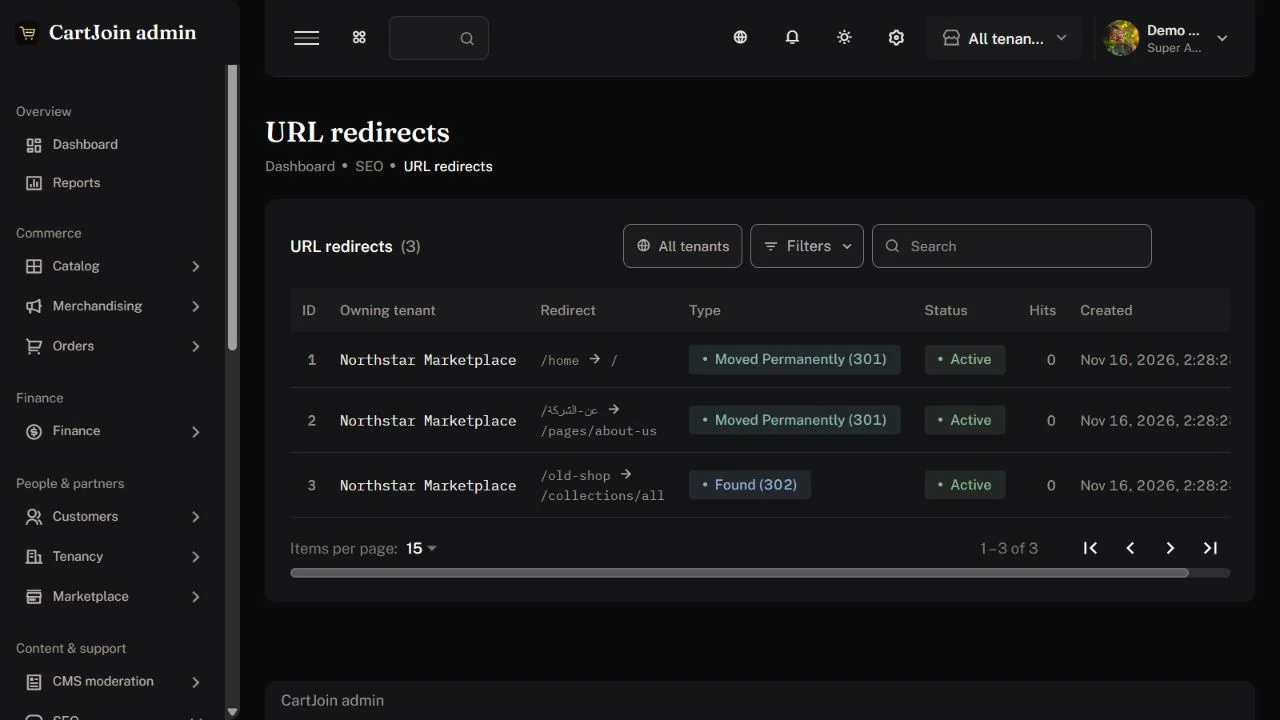 CartJoin admin
All tenan...
Demo ...
Super A...
Overview
Dashboard
Reports
Commerce
Catalog
Merchandising
Orders
Finance
Finance
People & partners
Customers
Tenancy
Marketplace
Content & support
CMS moderation
SEO
URL redirects
Dashboard • SEO • URL redirects
URL redirects (3)
All tenants
Filters
Search
ID Owning tenant Redirect Type Status Hits Created
1 Northstar Marketplace /home → / • Moved Permanently (301) • Active 0 Nov 16, 2026, 2:28:2
2 Northstar Marketplace /عن-الشركة → • Moved Permanently (301) • Active 0 Nov 16, 2026, 2:28:2
/pages/about-us
3 Northstar Marketplace /old-shop → • Found (302) • Active 0 Nov 16, 2026, 2:28:2
/collections/all
Items per page: 15
1–3 of 3
CartJoin admin